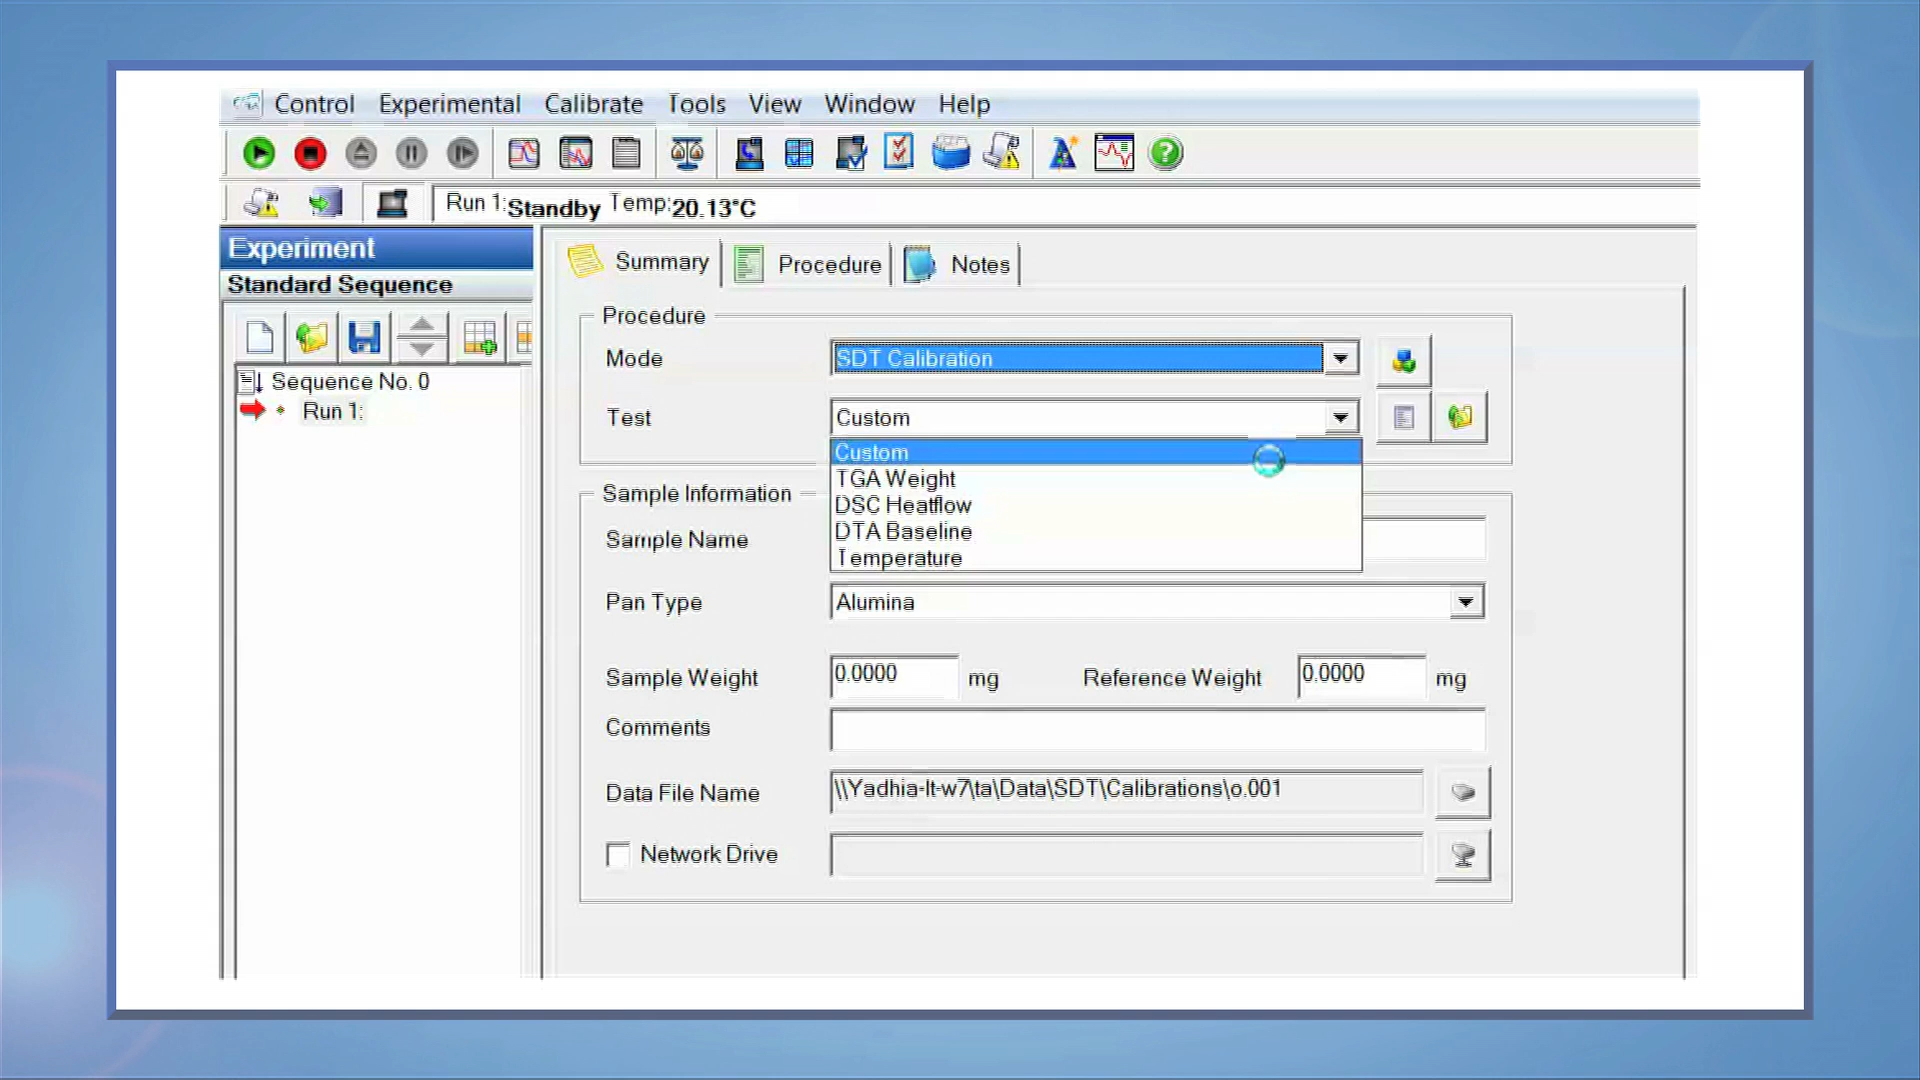 Control Experimental Calibrate Tools View Window Help
Run 1: Standby Temp: 20.13°C
Experiment
Standard Sequence
Sequence No. 0
Run 1:
Summary Procedure Notes
Procedure
Mode SDT Calibration
Test Custom
Custom
TGA Weight
DSC Heatflow
DTA Baseline
Temperature
Sample Information
Sample Name
Pan Type Alumina
Sample Weight 0.0000 mg Reference Weight 0.0000 mg
Comments
Data File Name \\Yadhia-lt-w7\ta\Data\SDT\Calibrations\o.001
Network Drive